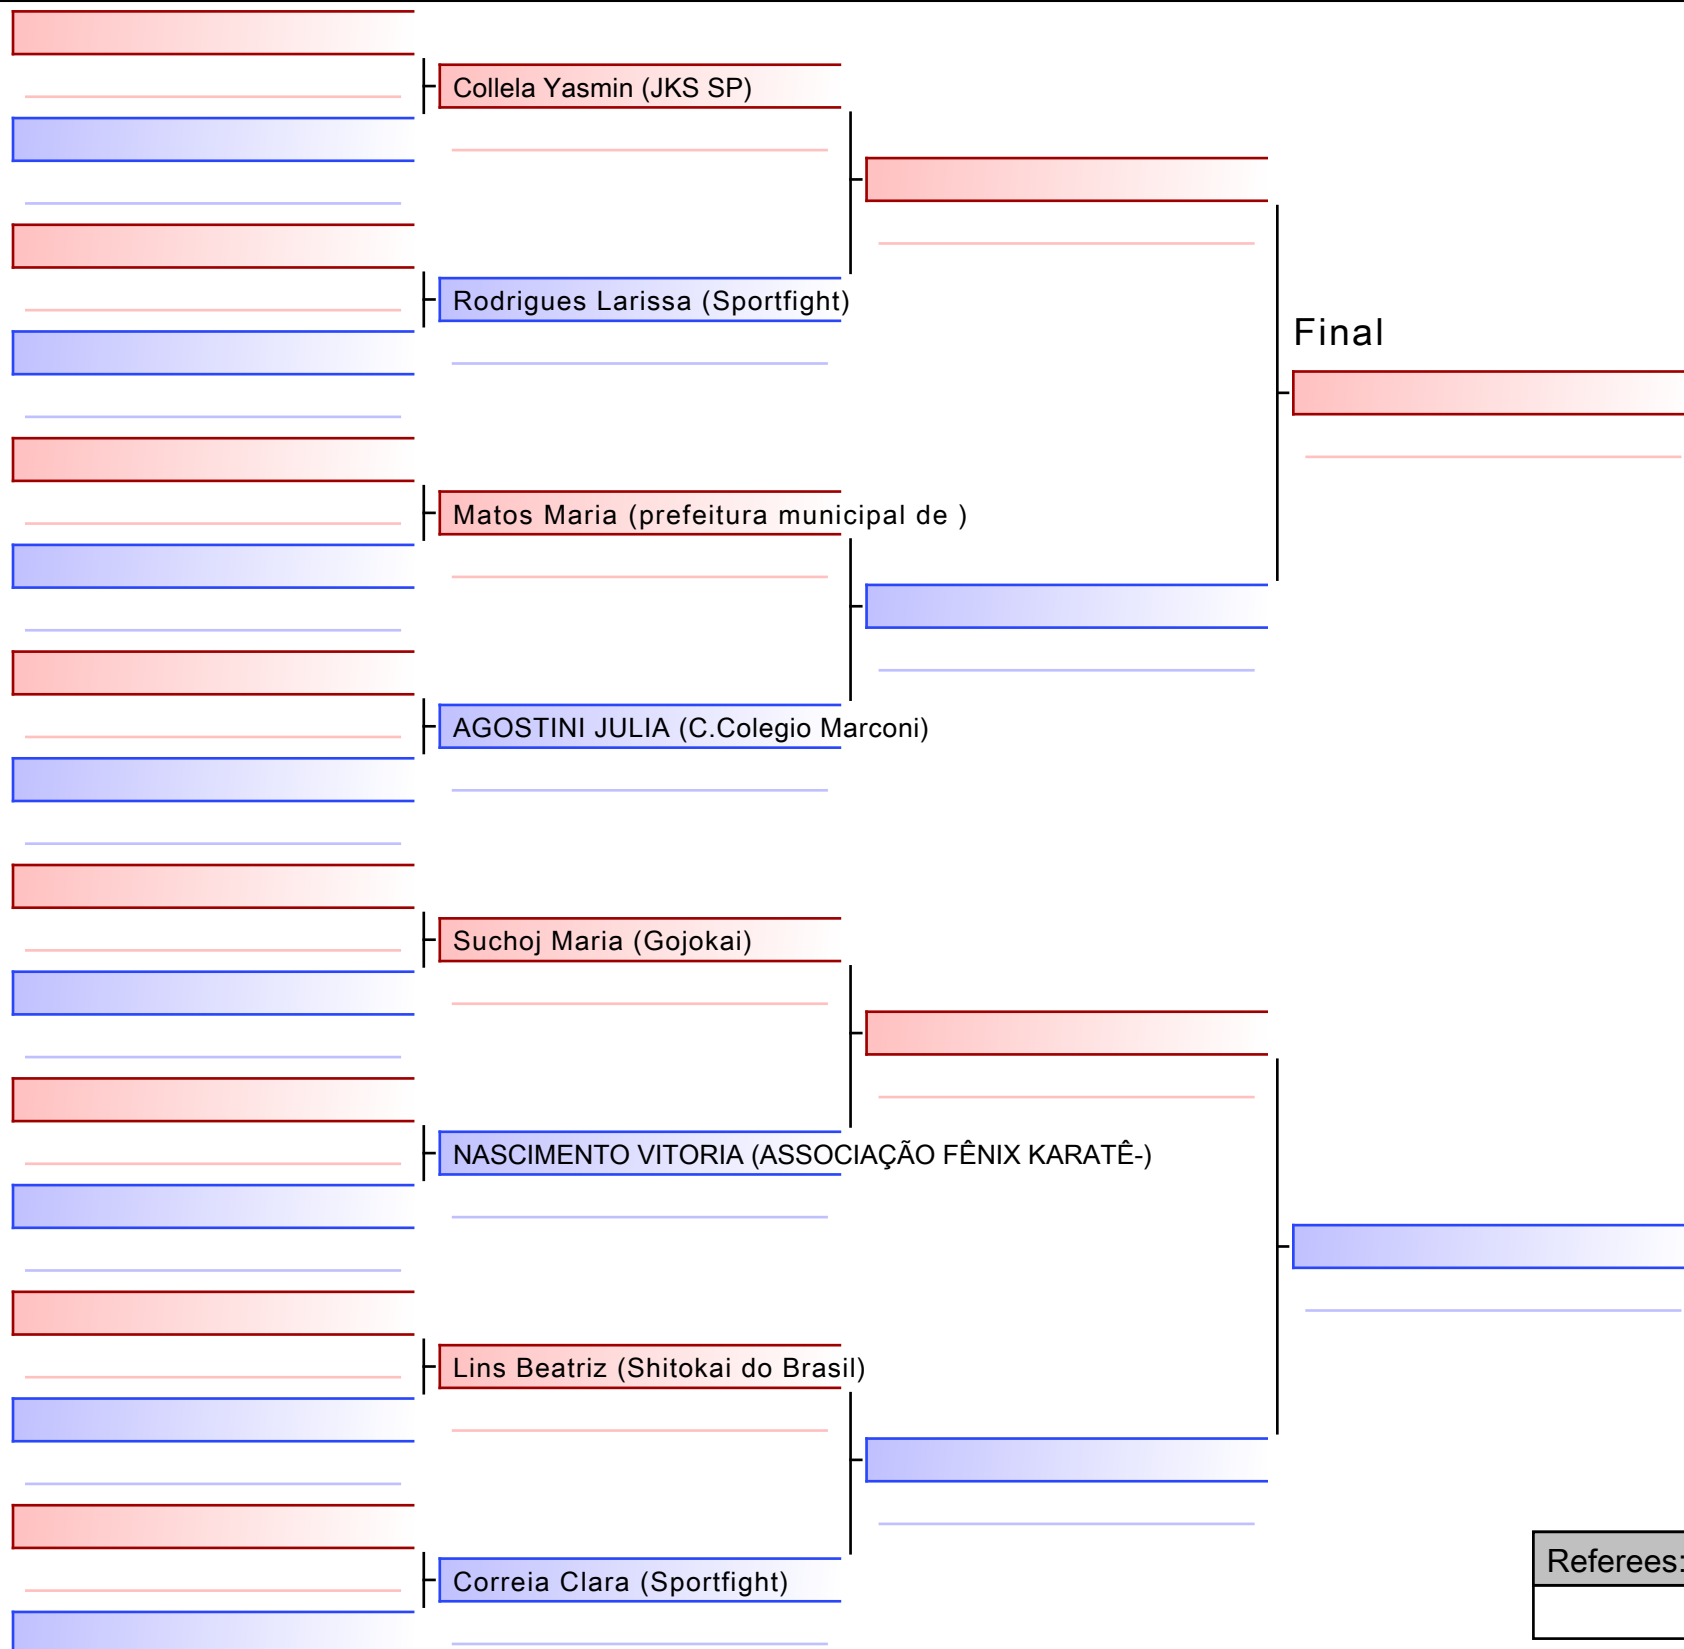 Collela Yasmin (JKS SP)
Rodrigues Larissa (Sportfight)
Final
Matos Maria (prefeitura municipal de )
AGOSTINI JULIA (C.Colegio Marconi)
Suchoj Maria (Gojokai)
NASCIMENTO VITORIA (ASSOCIAÇÃO FÊNIX KARATÊ-)
Lins Beatriz (Shitokai do Brasil)
Correia Clara (Sportfight)
Referees: